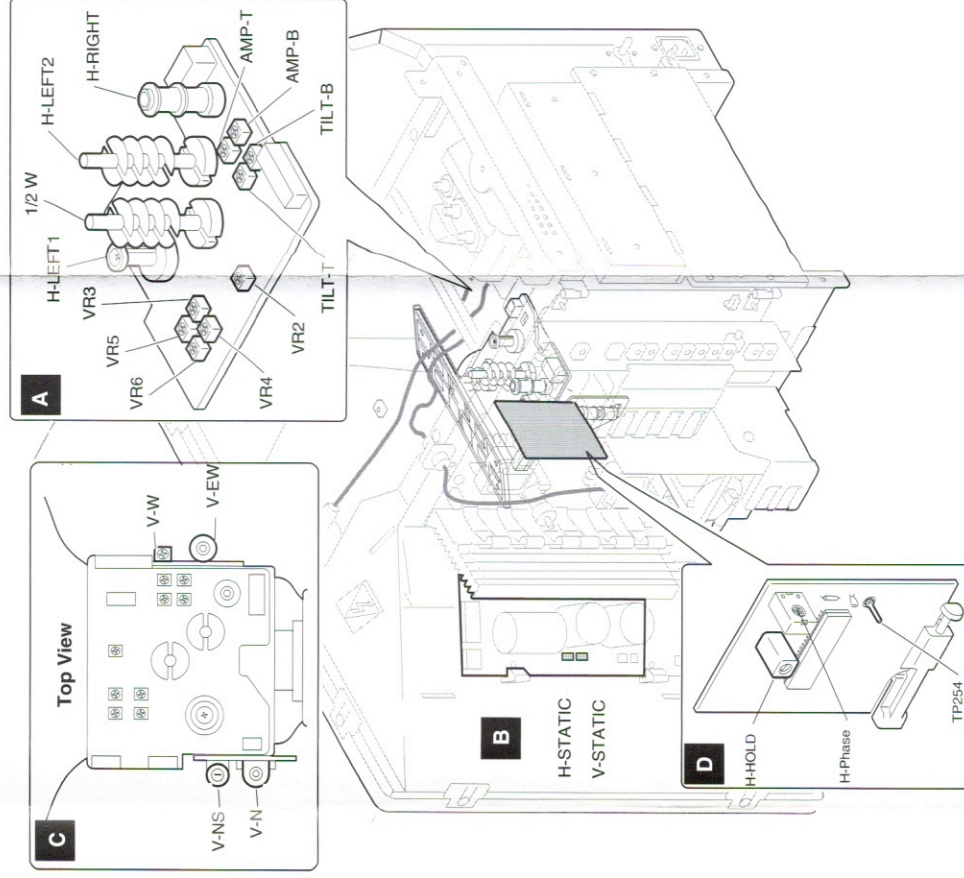 A
H-LEFT1
1/2 W
H-LEFT2
H-RIGHT
VR6
VR5
VR3
AMP-T
AMP-B
TILT-B
VR4
VR2
TILT-T
C
Top View
V-W
V-EW
V-NS
V-N
B
H-STATIC
V-STATIC
D
H-HOLD
H-Phase
TP254